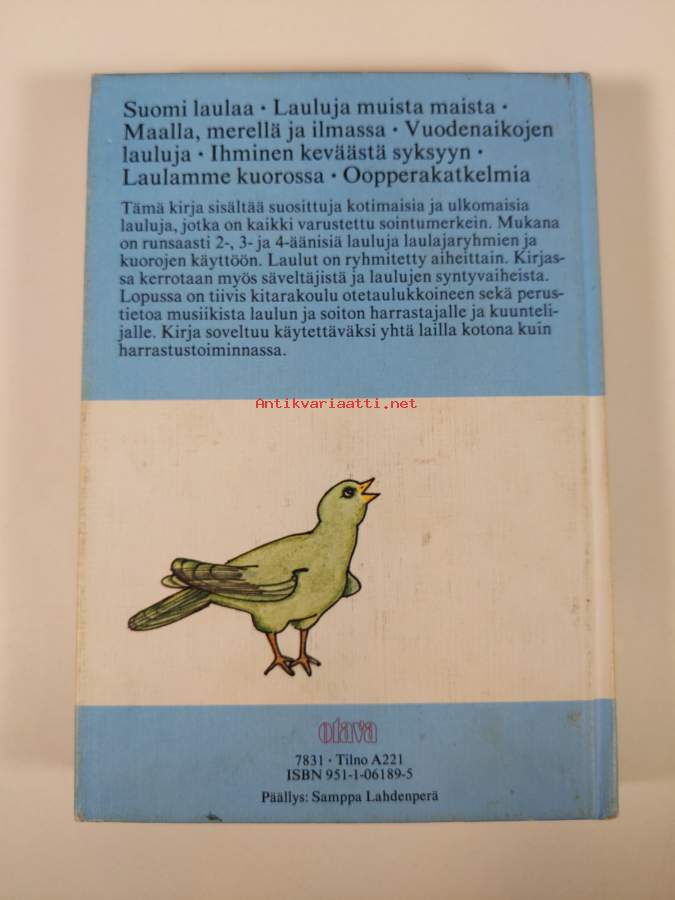 Suomi laulaa · Lauluja muista maista ·
Maalla, merellä ja ilmassa · Vuodenaikojen
lauluja · Ihminen keväästä syksyyn ·
Laulamme kuorossa · Oopperakatkelmia
Tämä kirja sisältää suosittuja kotimaisia ja ulkomaisia
lauluja, jotka on kaikki varustettu sointumerkein. Mukana
on runsaasti 2-, 3- ja 4-äänisiä lauluja laulajaryhmien ja
kuorojen käyttöön. Laulut on ryhmitetty aiheittain. Kirjas-
sa kerrotaan myös säveltäjistä ja laulujen syntyvaiheista.
Lopussa on tiivis kitarakoulu otetaulukkoineen sekä perus-
tietoa musiikista laulun ja soiton harrastajalle ja kuunteli-
jalle. Kirja soveltuu käytettäväksi yhtä lailla kotona kuin
harrastustoiminnassa.
Antikvariaatti.net
otava
7831 · Tilno A221
ISBN 951-1-06189-5
Päällys: Samppa Lahdenperä